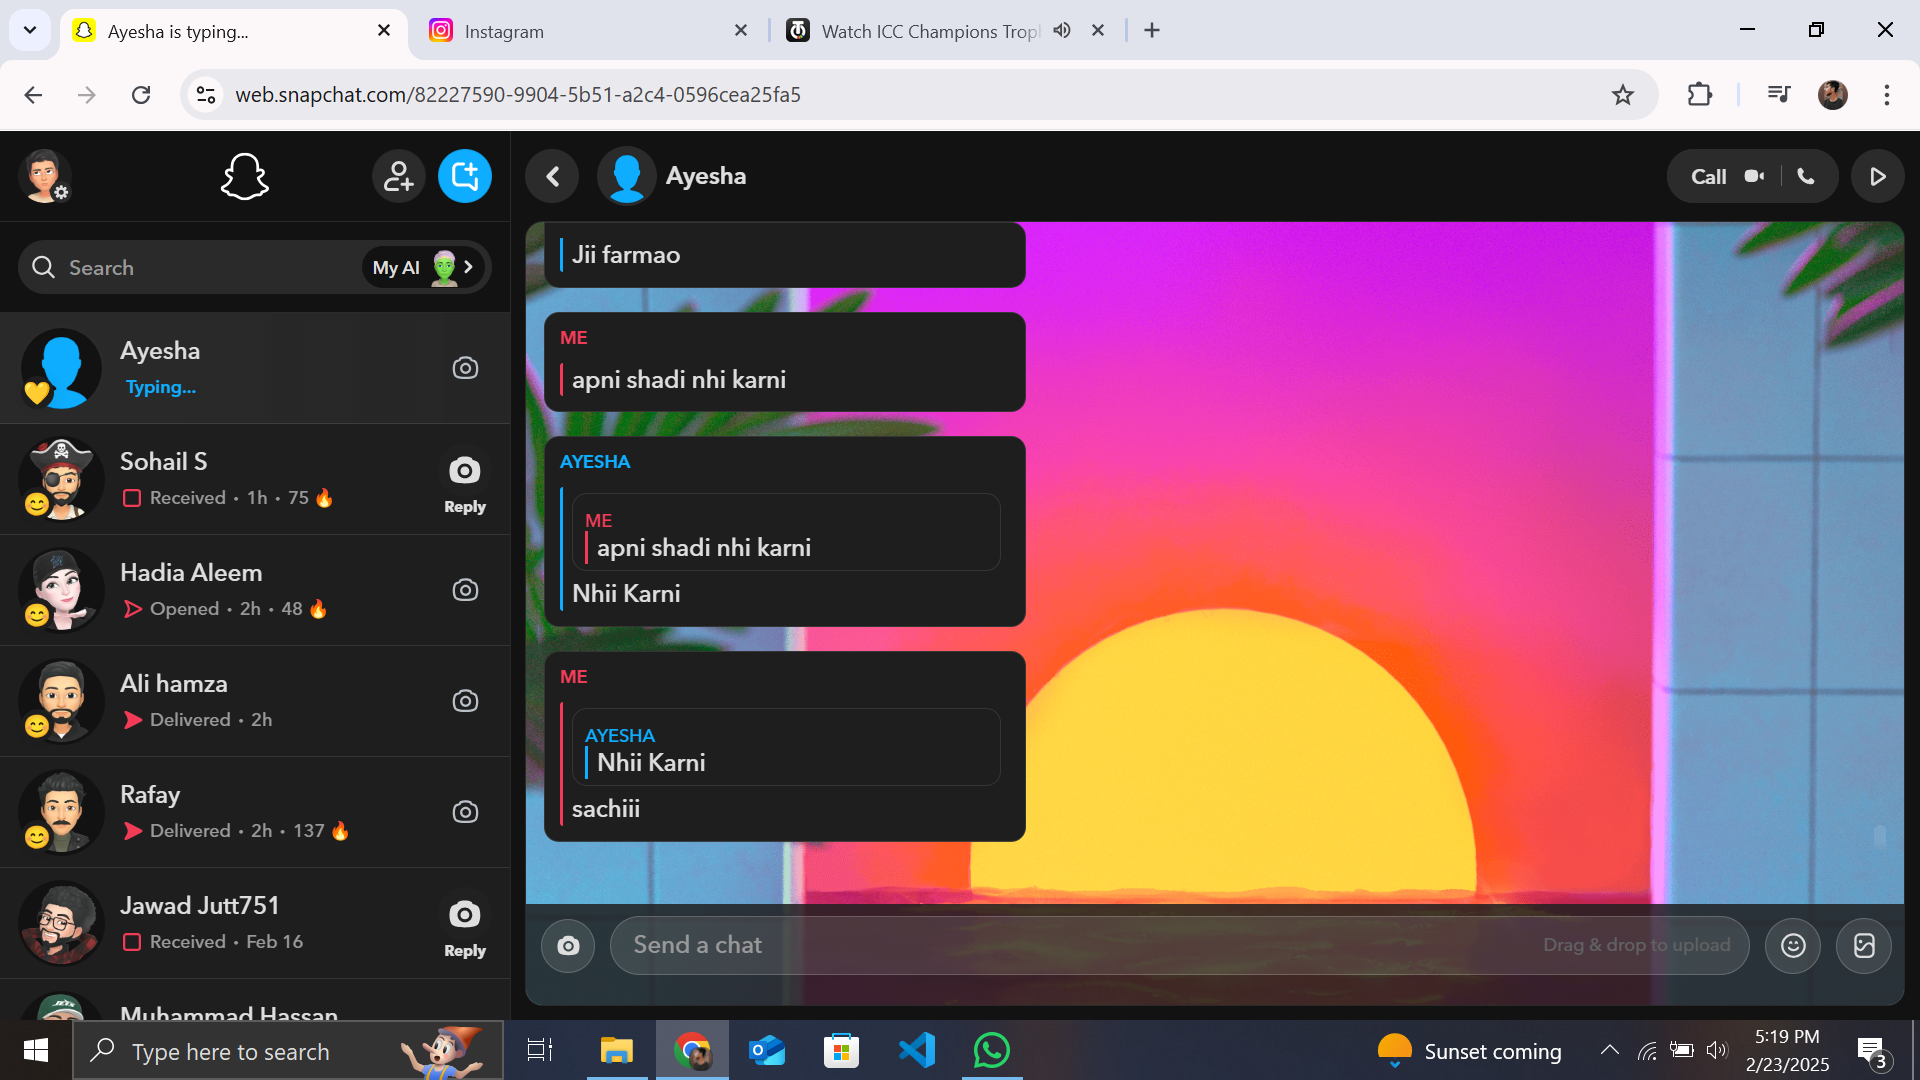 Ayesha is typing...
Instagram
Watch ICC Champions Trop
web.snapchat.com/82227590-9904-5b51-a2c4-0596cea25fa5
Search
My AI
Ayesha
Typing...
Sohail S
Received • 1h • 75 🔥
Reply
Hadia Aleem
Opened • 2h • 48 🔥
Ali hamza
Delivered • 2h
Rafay
Delivered • 2h • 137 🔥
Jawad Jutt751
Received • Feb 16
Reply
Muhammad Hassan
Ayesha
Call
Jii farmao
ME
apni shadi nhi karni
AYESHA
ME
apni shadi nhi karni
Nhii Karni
ME
AYESHA
Nhii Karni
sachiii
Send a chat
Drag & drop to upload
Type here to search
Sunset coming
5:19 PM
2/23/2025
3